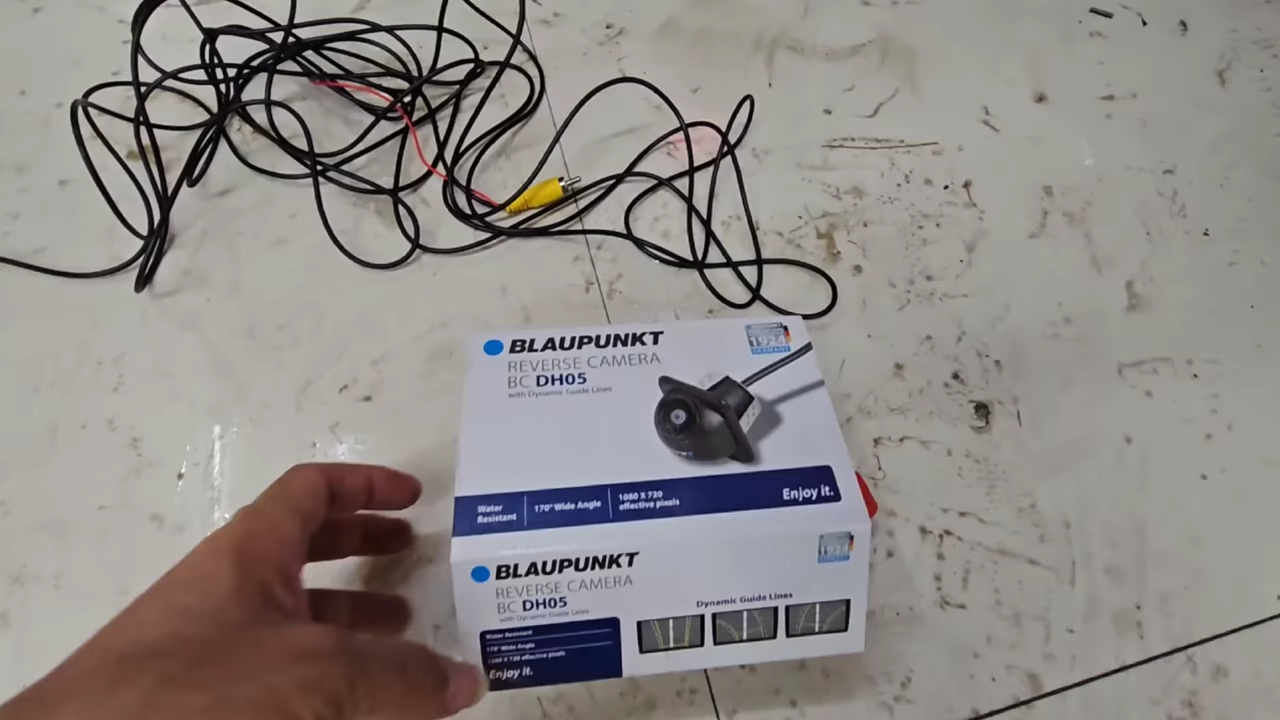 BLAUPUNKT
REVERSE CAMERA
BC DH05
with Dynamic Guide Lines
1924
GERMANY
Water
Resistant
170° Wide Angle
1080 X 720
effective pixels
Enjoy it.
BLAUPUNKT
REVERSE CAMERA
BC DH05
with Dynamic Guide Lines
1924
Water Resistant
170° Wide Angle
1080 X 720 effective pixels
Enjoy it.
Dynamic Guide Lines